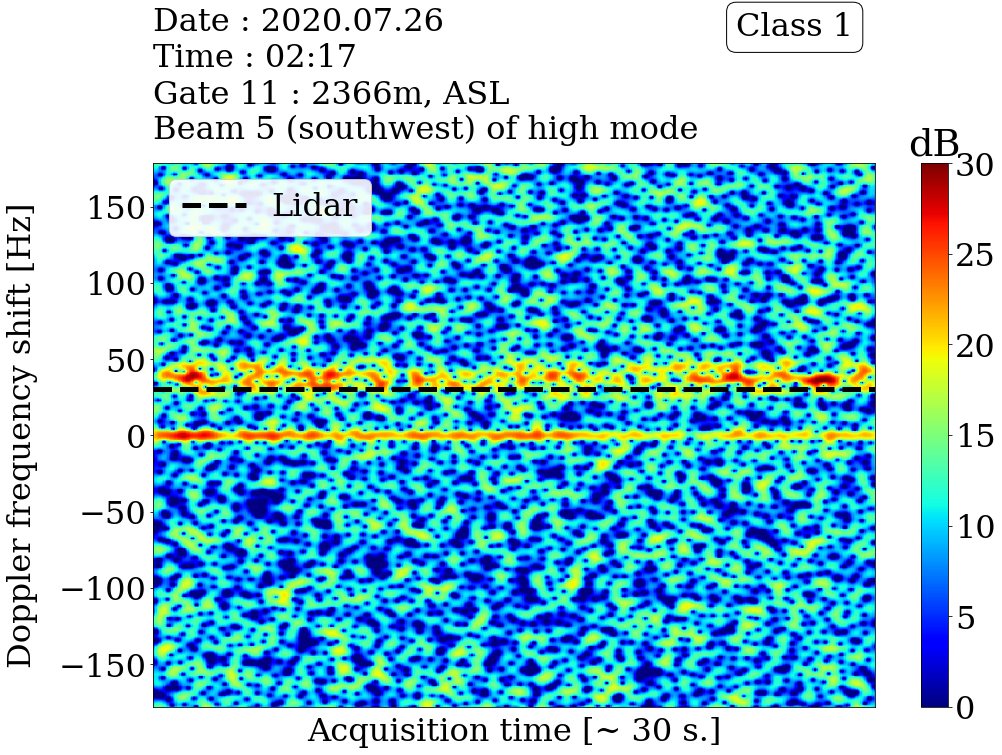 Date : 2020.07.26
Time : 02:17
Gate 11 : 2366m, ASL
Beam 5 (southwest) of high mode
Class 1
dB
Lidar
Doppler frequency shift [Hz]
150
100
50
0
−50
−100
−150
30
25
20
15
10
5
0
Acquisition time [~ 30 s.]